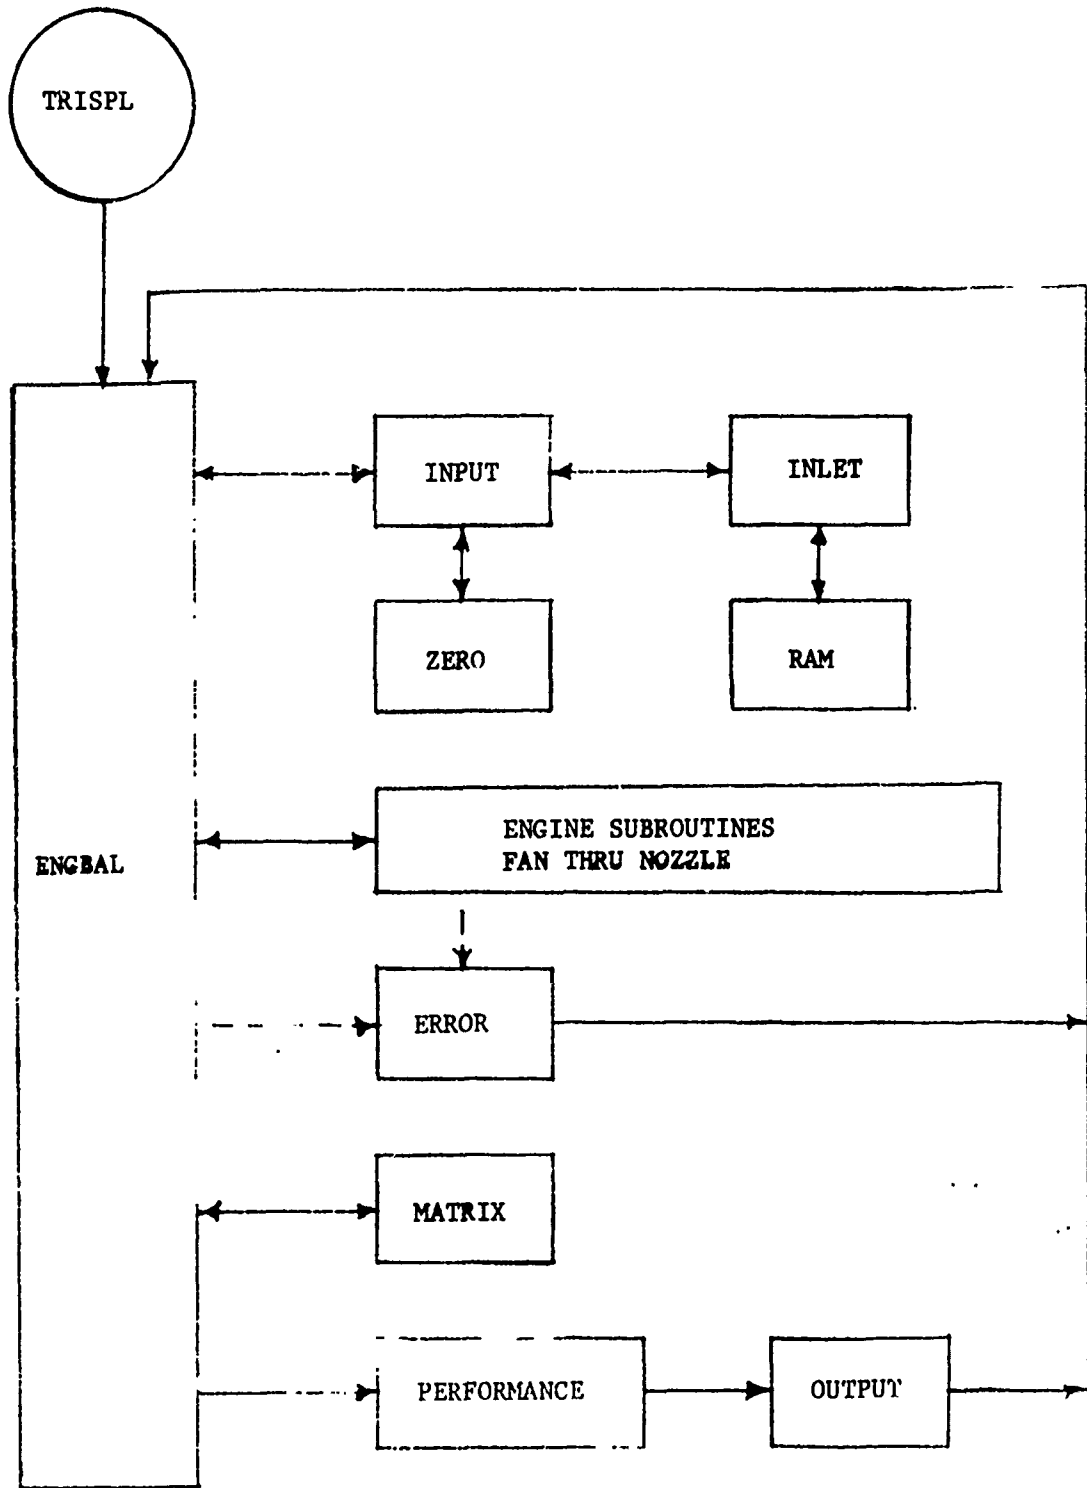 TRISPL
INPUT
INLET
ZERO
RAM
ENGBAL
ENGINE SUBROUTINES
FAN THRU NOZZLE
ERROR
MATRIX
PERFORMANCE
OUTPUT